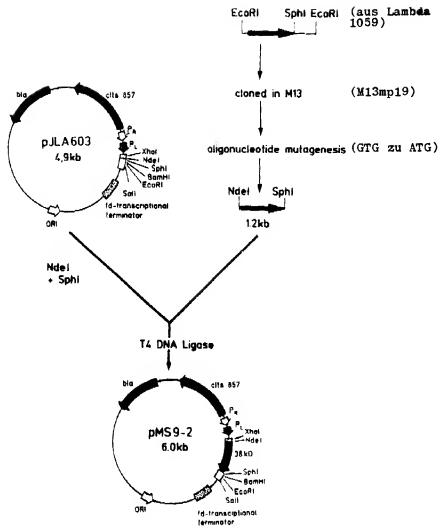 EcoRI SphI EcoRI (aus Lambda
1059)
cloned in M13 (M13mp19)
oligonucleotide mutagenesis (GTG zu ATG)
NdeI SphI
1.2kb
bla
cIts 857
pJLA603
4,9kb
PR
PL
XhoI
NdeI
SphI
BamHI
EcoRI
SalI
fd-transcriptional
terminator
ORI
NdeI
+ SphI
T4 DNA Ligase
bla
cIts 857
pMS9-2
6.0kb
PR
PL
XhoI
NdeI
38kD
SphI
BamHI
EcoRI
SalI
fd-transcriptional
terminator
ORI